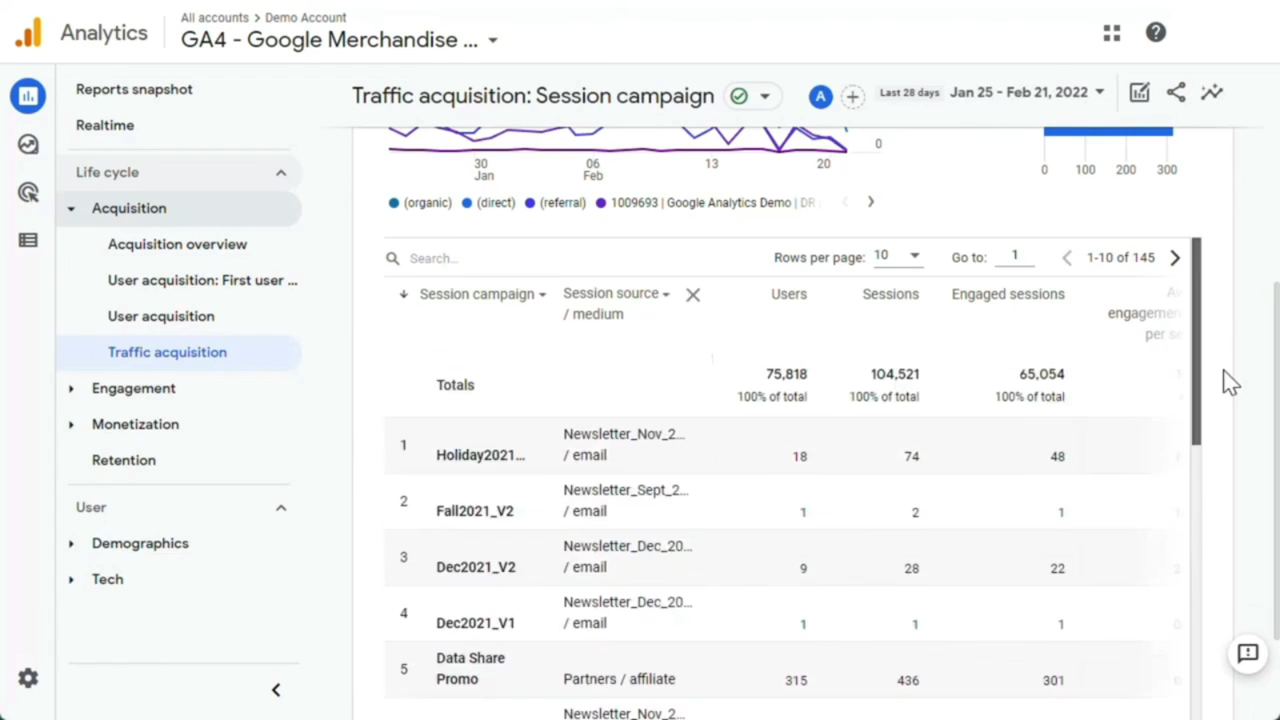 Analytics
All accounts > Demo Account
GA4 - Google Merchandise ...
Reports snapshot
Realtime
Life cycle
Acquisition
Acquisition overview
User acquisition: First user ...
User acquisition
Traffic acquisition
Engagement
Monetization
Retention
User
Demographics
Tech
Traffic acquisition: Session campaign
A
Last 28 days Jan 25 - Feb 21, 2022
30 06 13 20 0
Jan Feb
0 100 200 300
(organic) (direct) (referral) 1009693 | Google Analytics Demo | DR
Search... Rows per page: 10 Go to: 1 1-10 of 145
Session campaign Session source / medium Users Sessions Engaged sessions
engagemen
per se
Totals 75,818 104,521 65,054
100% of total 100% of total 100% of total
1 Holiday2021... Newsletter_Nov_2... / email 18 74 48
2 Fall2021_V2 Newsletter_Sept_2... / email 1 2 1
3 Dec2021_V2 Newsletter_Dec_20... / email 9 28 22
4 Dec2021_V1 Newsletter_Dec_20... / email 1 1 1
5 Data Share Promo Partners / affiliate 315 436 301
Newsletter_Nov_2...